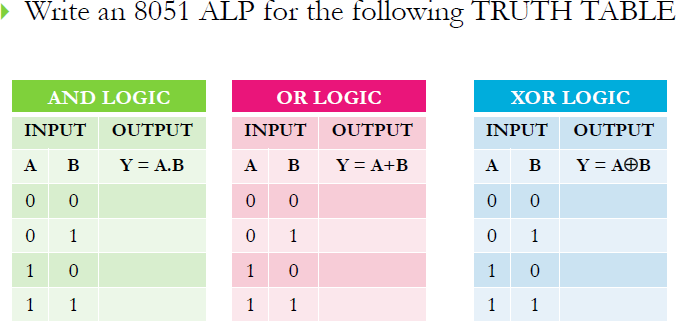 Write an 8051 ALP for the following TRUTH TABLE
AND LOGIC
INPUT OUTPUT
A B Y = A.B
0 0
0 1
1 0
1 1
OR LOGIC
INPUT OUTPUT
A B Y = A+B
0 0
0 1
1 0
1 1
XOR LOGIC
INPUT OUTPUT
A B Y = A⊕B
0 0
0 1
1 0
1 1